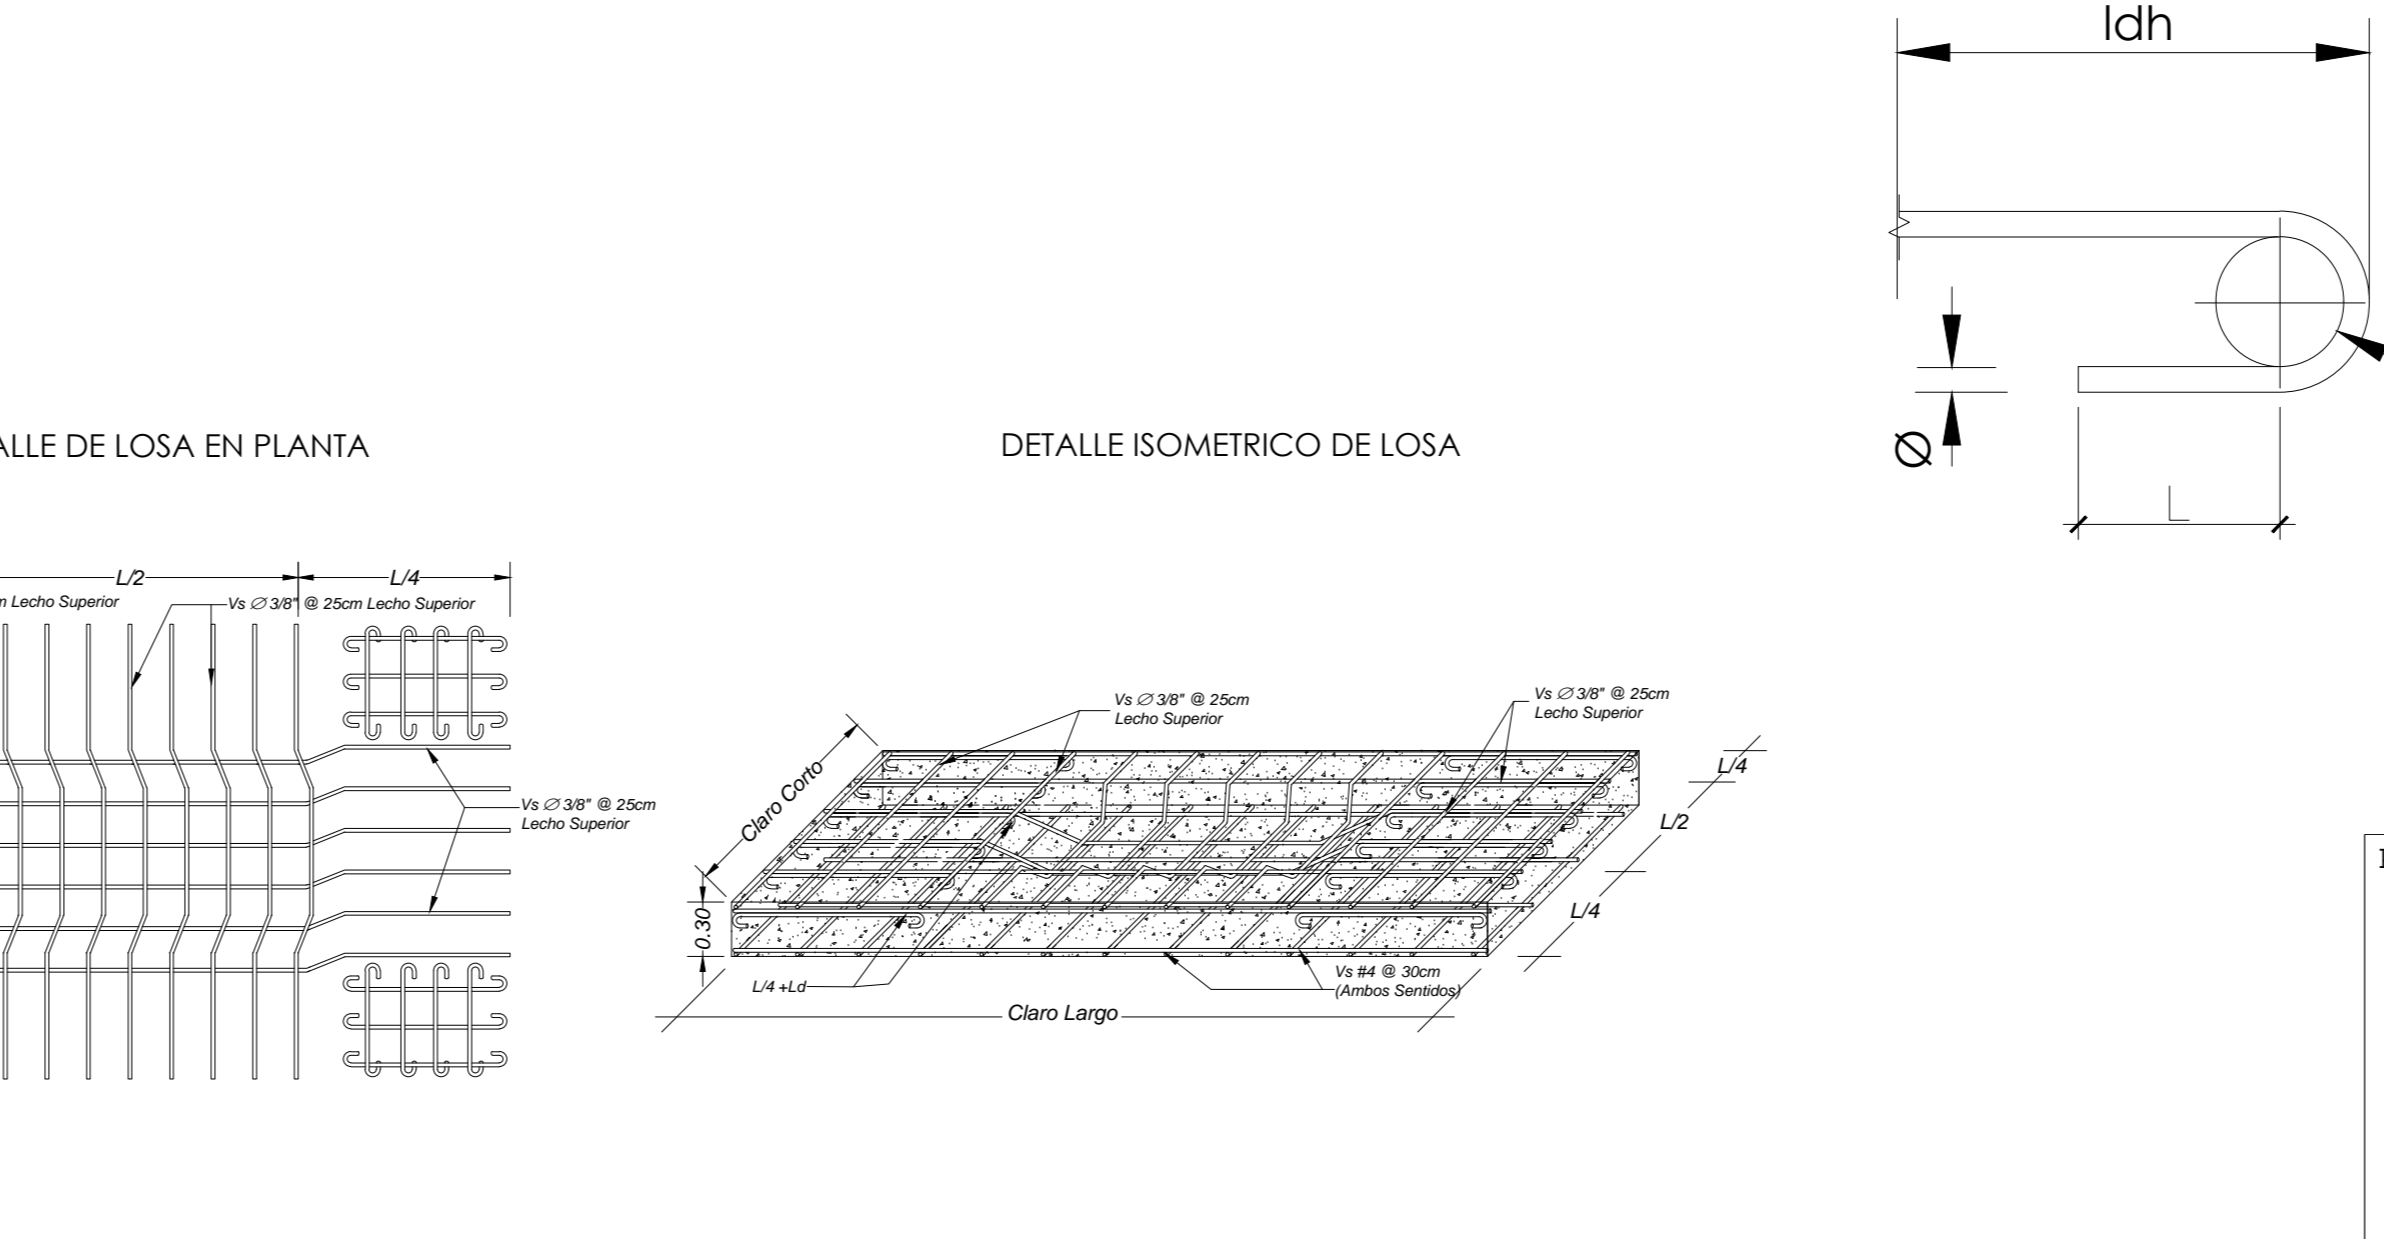 ldh
Ø
L
ALLE DE LOSA EN PLANTA
L/2
L/4
Lecho Superior
Vs Ø 3/8" @ 25cm Lecho Superior
Vs Ø 3/8" @ 25cm
Lecho Superior
DETALLE ISOMETRICO DE LOSA
Vs Ø 3/8" @ 25cm
Lecho Superior
Vs Ø 3/8" @ 25cm
Lecho Superior
Claro Corto
0.30
L/4
L/2
L/4
L/4 +Ld
Vs #4 @ 30cm
(Ambos Sentidos)
Claro Largo